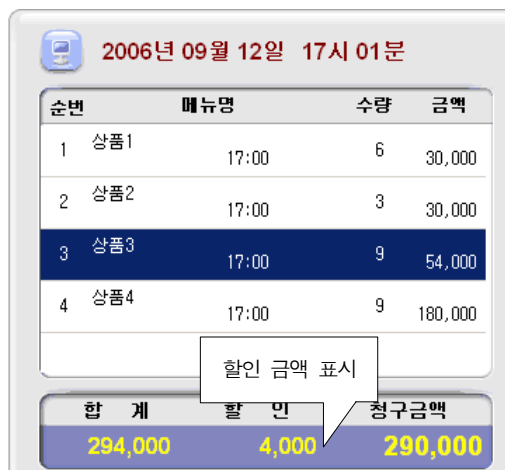 2006년 09월 12일 17시 01분
순번 메뉴명 수량 금액
1 상품1 17:00 6 30,000
2 상품2 17:00 3 30,000
3 상품3 17:00 9 54,000
4 상품4 17:00 9 180,000
할인 금액 표시
합 계 할 인 청구금액
294,000 4,000 290,000